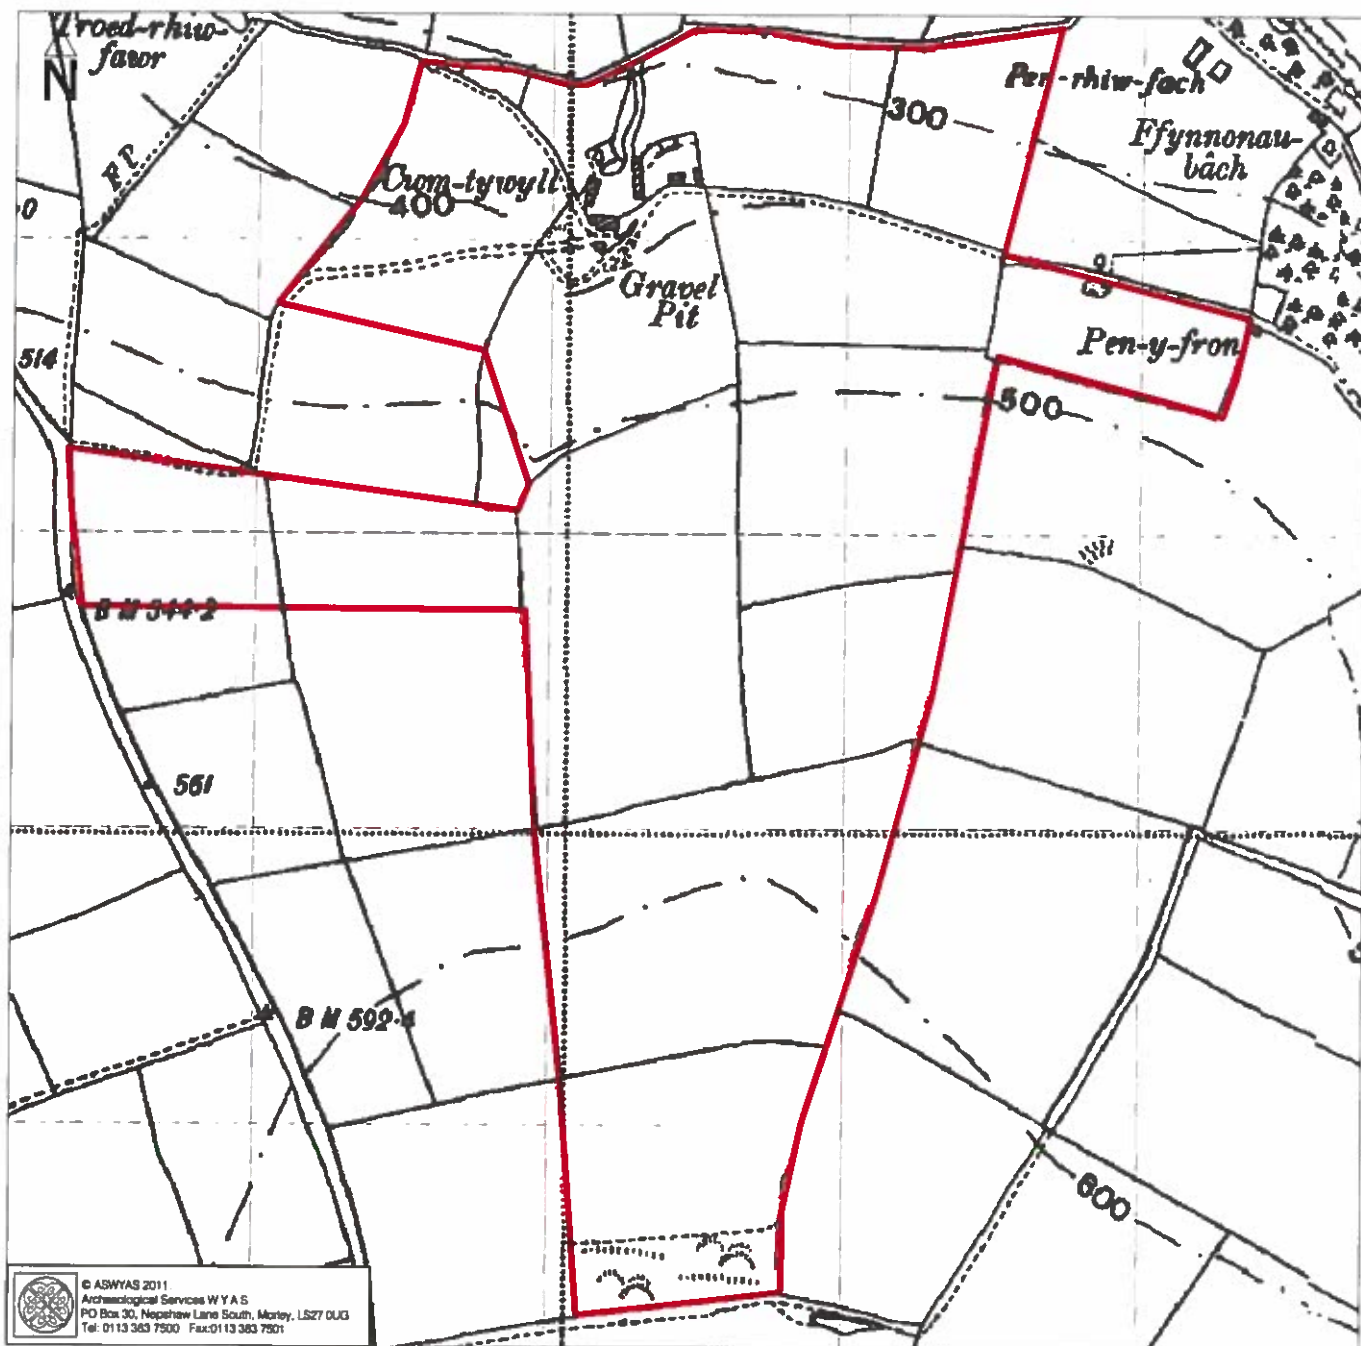 Troed-rhiw-
fawr
N
F.P.
Pen-rhiw-fach
300
Ffynnonau-
bâch
Cwm-tywyll
400
0
Gravel
Pit
514
Pen-y-fron
500
B M 544·2
561
B M 592·4
600
© ASWYAS 2011.
Archaeological Services W Y A S
PO Box 30, Nepshaw Lane South, Morley, LS27 0UG
Tel: 0113 383 7500 Fax:0113 383 7501